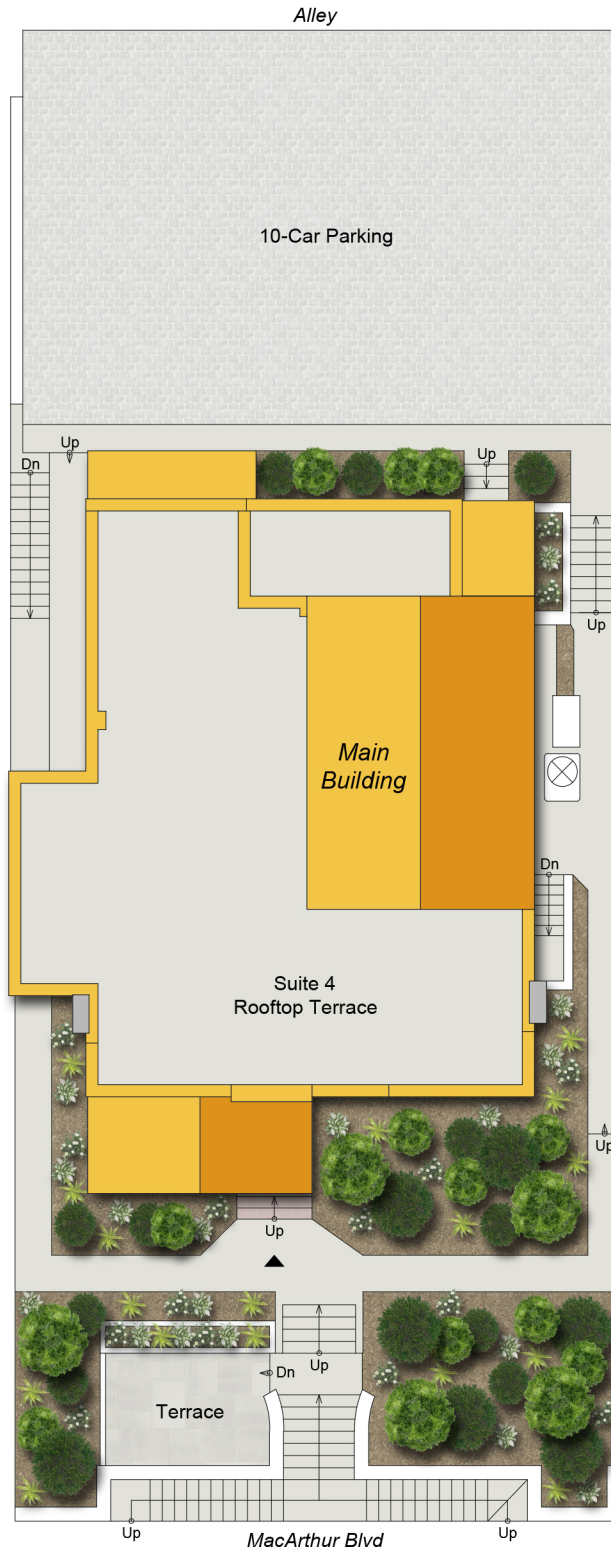 Alley
10-Car Parking
Up
Dn
Up
Up
Main
Building
Dn
Suite 4
Rooftop Terrace
Up
Up
Up
Dn
Terrace
Up
Up
MacArthur Blvd